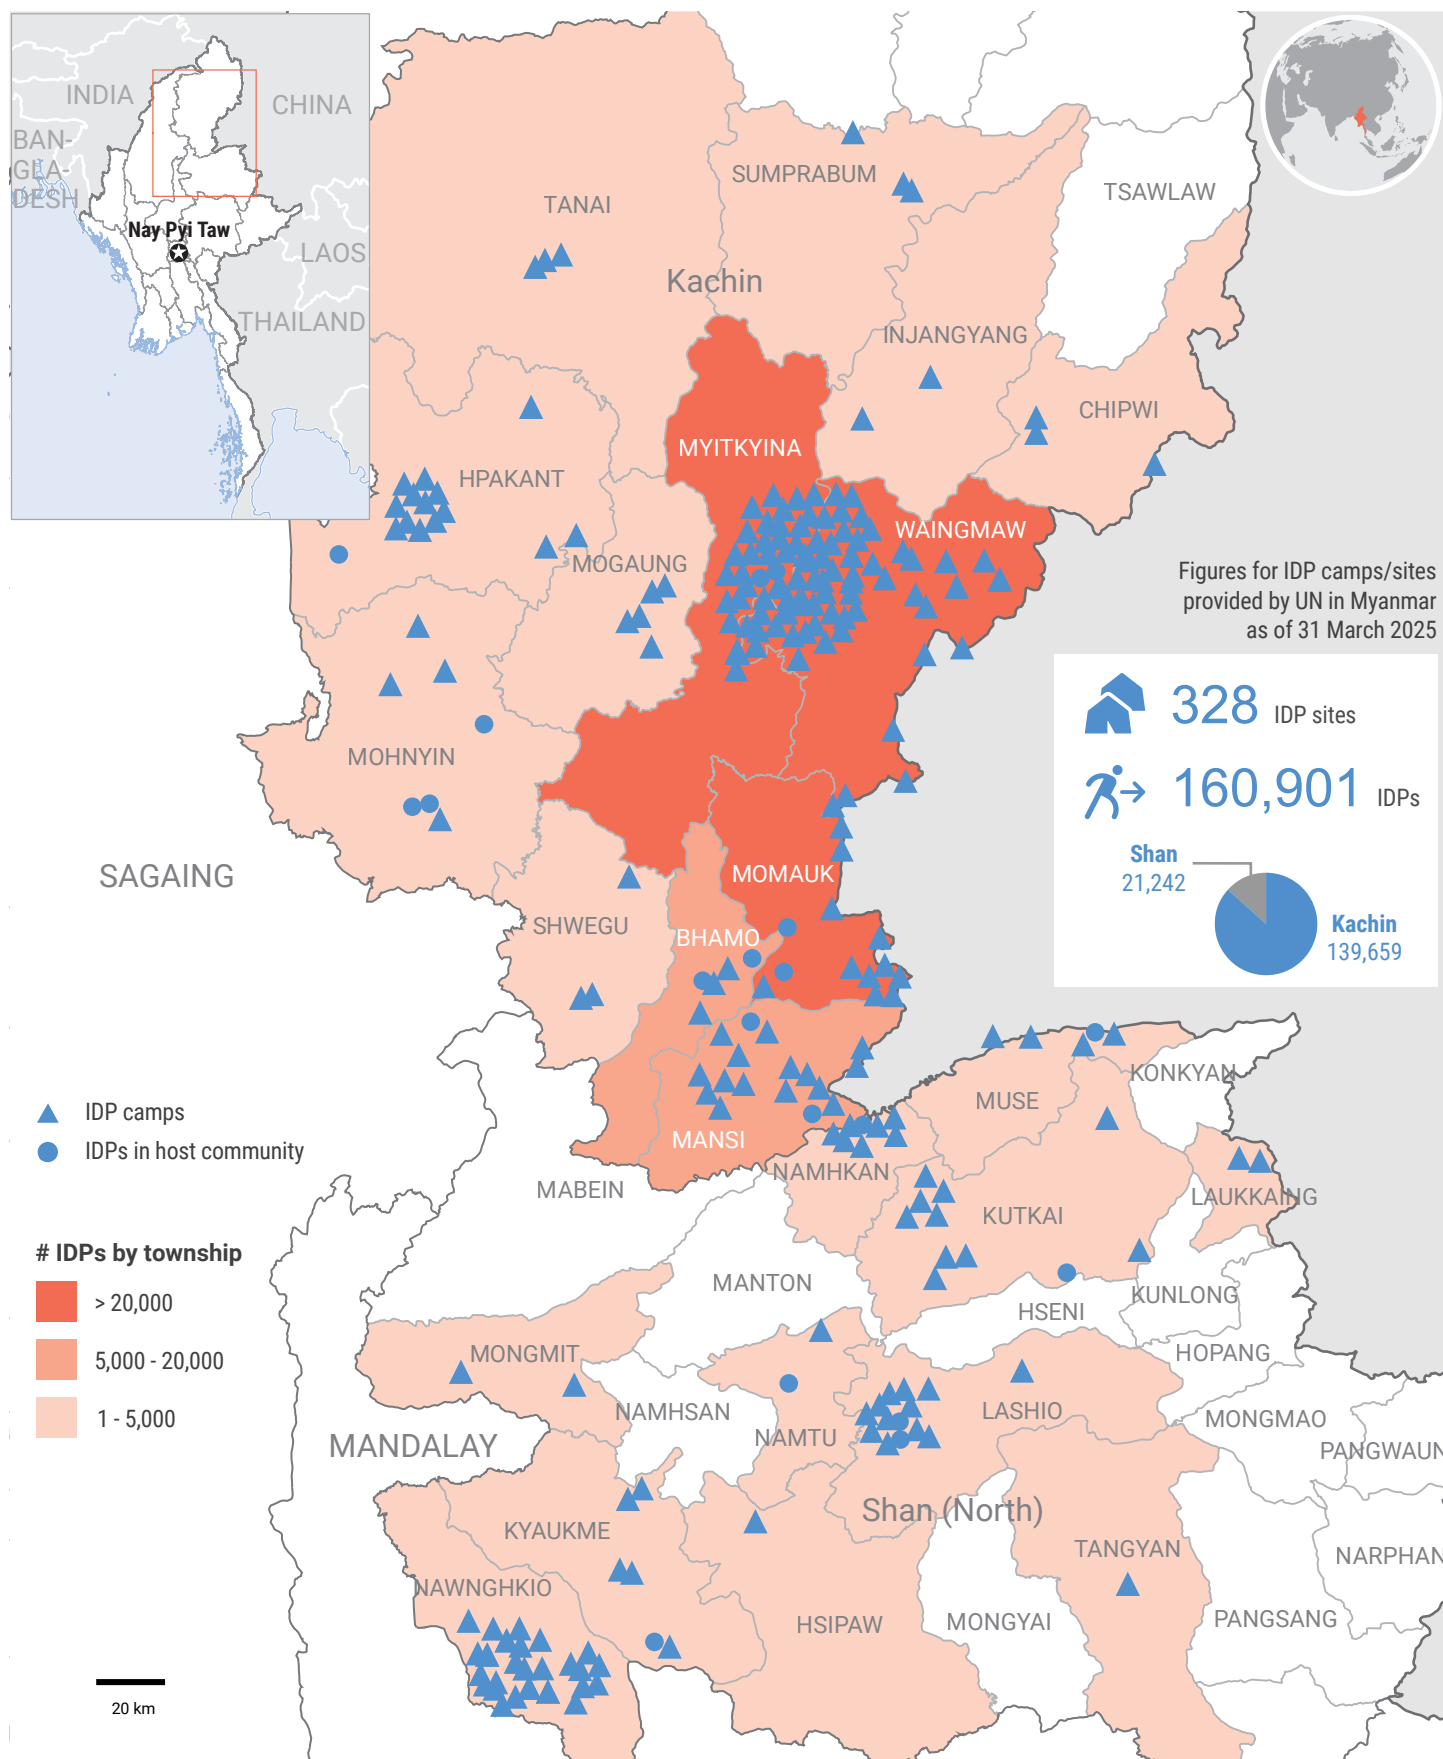 INDIA
CHINA
BAN-
GLA-
DESH
Nay Pyi Taw
LAOS
THAILAND
SUMPRABUM
TSAWLAW
TANAI
Kachin
INJANGYANG
CHIPWI
MYITKYINA
HPAKANT
WAINGMAW
MOGAUNG
Figures for IDP camps/sites
provided by UN in Myanmar
as of 31 March 2025
328 IDP sites
160,901 IDPs
Shan
21,242
Kachin
139,659
MOHNYIN
SAGAING
MOMAUK
SHWEGU
BHAMO
KONKYAN
MUSE
IDP camps
IDPs in host community
MANSI
NAMHKAN
MABEIN
LAUKKAING
KUTKAI
# IDPs by township
> 20,000
5,000 - 20,000
1 - 5,000
MANTON
KUNLONG
HSENI
HOPANG
MONGMIT
NAMHSAN
LASHIO
MONGMAO
NAMTU
MANDALAY
PANGWAUN
Shan (North)
KYAUKME
TANGYAN
NARPHAN
NAWNGHKIO
HSIPAW
MONGYAI
PANGSANG
20 km